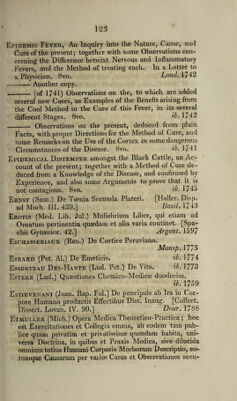 123
Epidemic Fever, An Inquiry into the Nature, Cause, and
Cure of the present; together with some Observations con-
cerning the Difference betwixt Nervous and Inflammatory
Fevers, and the Method of treating each. In a Letter to
a Physician. 8vo. Lond. 1742
——— Another copy.
——— (of 1741) Observations on the, to which are added
several new Cases, as Examples of the Benefit arising from
the Cool Method in the Cure of this Fever, in its several
different Stages. 8vo. ib. 1742
——— Observations on the present, deduced from plain
Facts, with proper Directions for the Method of Cure, and
some Remarks on the Use of the Cortex in some dangerous
Circumstances of the Disease. 8vo. ib. 1741
Epidemical Distemper amongst the Black Cattle, an Ac-
count of the present; together with a Method of Cure de-
duced from a Knowledge of the Disease, and confirmed by
Experience, and also some Arguments to prove that it is
not contagious. 8vo. ib. 1745
Ernst (Sam.) De Tænia Secunda Plateri. [Haller. Disp.
ad Morb. III. 439.] Basil. 1743
Erotis (Med. Lib. Jul.) Muliebrium Liber, qui etiam ad
Ornatum pertinentia quædam et alia varia continet. [Spa-
chii Gynæcior. 42.] Argent. 1597
Eschasseriaux (Ren.) De Cortice Peruviano.
Monsp. 1775
Essard (Pet. Al.) De Emeticis. ib. 1774
Esserteau Des-Hante (Lud. Pet.) De Vita. ib. 1773
Esteve (Lud.) Quæstiones Chemico-Medicæ duodecim.
ib. 1759
Estievenart (Joan. Bap. Ful.) De præcipuis ab Ira in Cor-
pore Humano productis Effectibus Diss. Inaug. [Collect.
Dissert. Lovan. IV. 90.] Doar. 1788
Etmuller (Mich.) Opera Medica Theoretico-Practica; hoc
est Exercitationes et Collegia omnia, ab eodem tam pub-
lice quam privatim et privatissime quondam habita, uni-
versa Doctrina, in quibus et Praxis Medica, sive dilucida
omnium totius Humani Corporis Morborum Descriptio, eo-
rumque Causarum per varios Casus et Observationes accu-